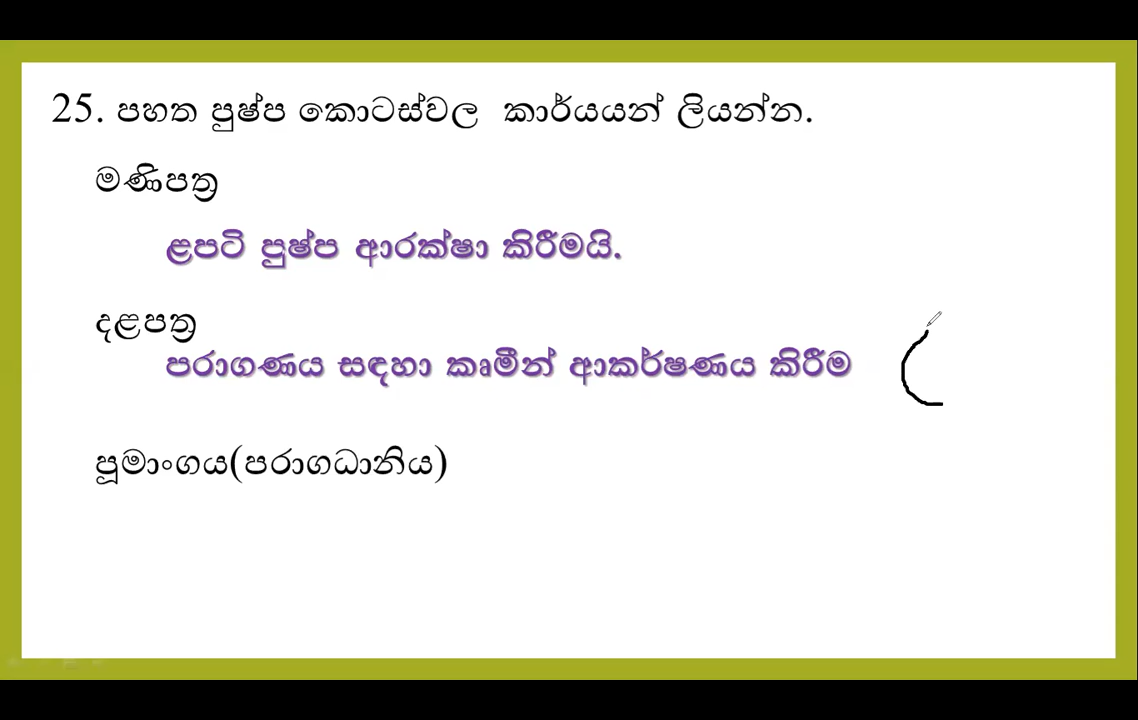 25. පහත පුෂ්ප කොටස්වල කාර්යයන් ලියන්න.
මණිපත්‍ර
ළපටි පුෂ්ප ආරක්ෂා කිරීමයි.
දළපත්‍ර
පරාගණය සඳහා කෘමීන් ආකර්ෂණය කිරීම
පූමාංගය(පරාගධානිය)